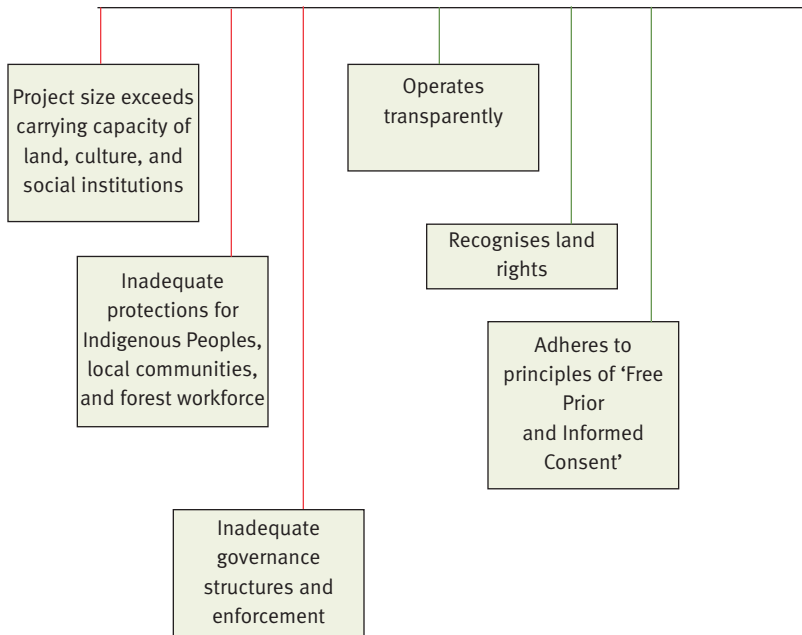 Project size exceeds
carrying capacity of
land, culture, and
social institutions
Inadequate
protections for
Indigenous Peoples,
local communities,
and forest workforce
Inadequate
governance
structures and
enforcement
Operates
transparently
Recognises land
rights
Adheres to
principles of ‘Free
Prior
and Informed
Consent’